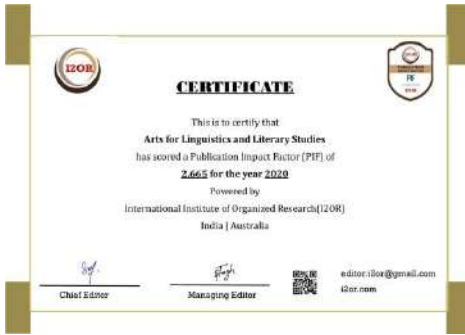 I2OR
PIF
CERTIFICATE
This is to certify that
Arts for Linguistics and Literary Studies
has scored a Publication Impact Factor (PIF) of
2.665 for the year 2020
Powered by
International Institute of Organized Research(I2OR)
India | Australia
Chief Editor
Managing Editor
editor.i2or@gmail.com
i2or.com